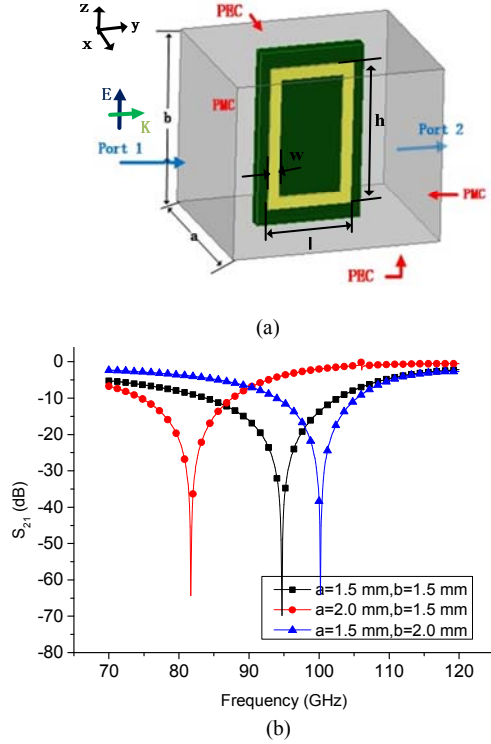 z
PEC
y
x
E
b
PMC
h
K
Port 2
Port 1
w
PMC
a
l
PEC
(a)
0
-10
-20
-30
-40
-50
-60
-70
-80
S21 (dB)
a=1.5 mm,b=1.5 mm
a=2.0 mm,b=1.5 mm
a=1.5 mm,b=2.0 mm
70 80 90 100 110 120
Frequency (GHz)
(b)